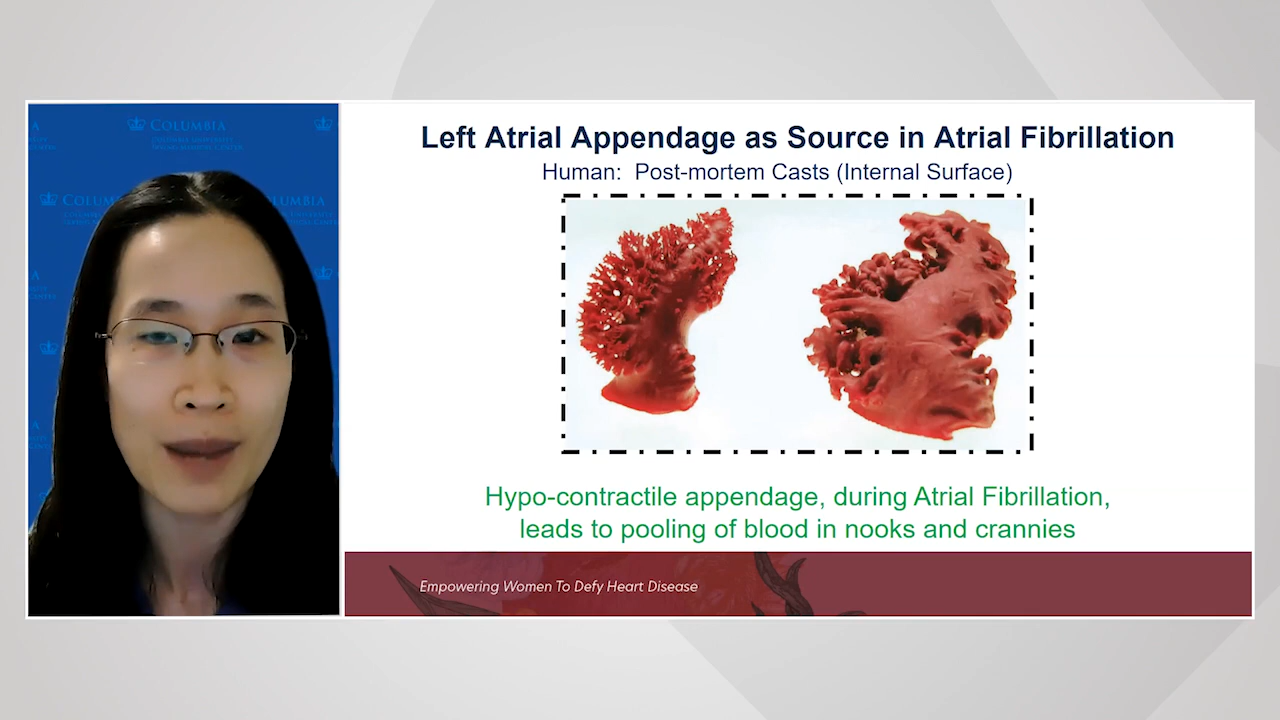 COLUMBIA
Left Atrial Appendage as Source in Atrial Fibrillation
Human: Post-mortem Casts (Internal Surface)
Hypo-contractile appendage, during Atrial Fibrillation,
leads to pooling of blood in nooks and crannies
Empowering Women To Defy Heart Disease